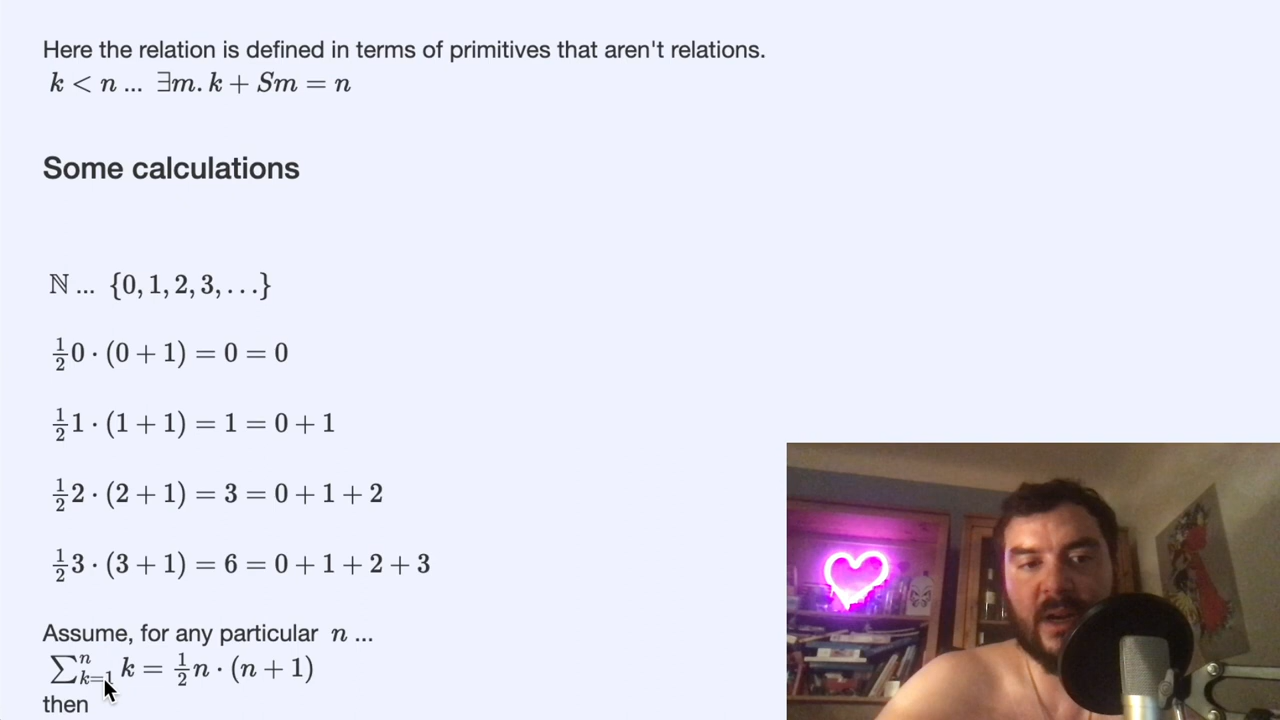 Here the relation is defined in terms of primitives that aren't relations.
k < n ... ∃m. k + Sm = n
Some calculations
ℕ ... {0, 1, 2, 3, . . .}
½0 · (0 + 1) = 0 = 0
½1 · (1 + 1) = 1 = 0 + 1
½2 · (2 + 1) = 3 = 0 + 1 + 2
½3 · (3 + 1) = 6 = 0 + 1 + 2 + 3
Assume, for any particular n ...
∑ₖ₌₁ⁿ k = ½n · (n + 1)
then